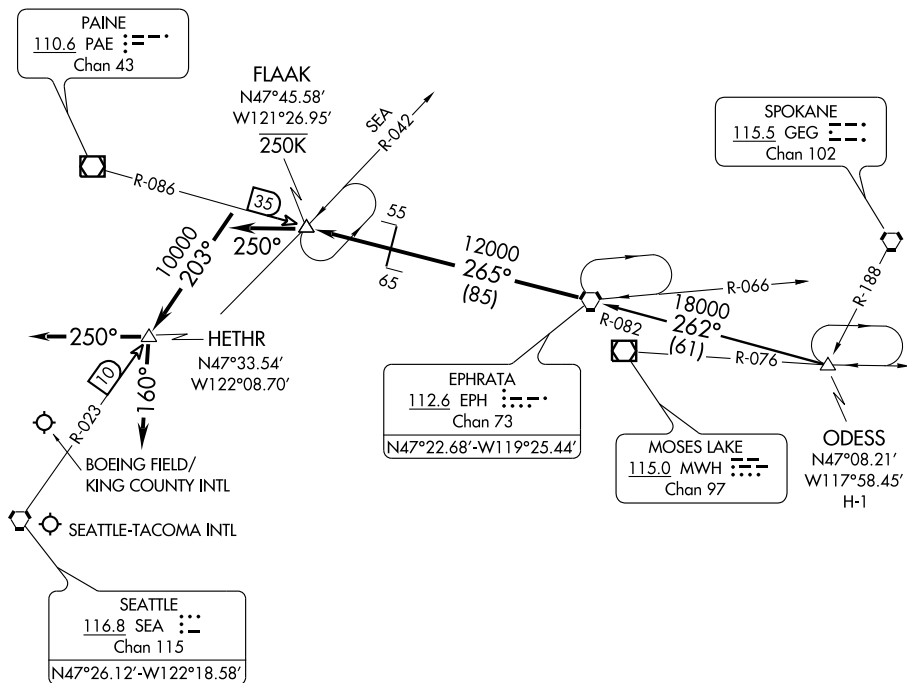 PAINE
110.6 PAE
Chan 43
FLAAK
N47°45.58'
W121°26.95'
250K
SEA
R-042
SPOKANE
115.5 GEG
Chan 102
R-086
35
250°
55
65
12000
265°
(85)
R-066
R-188
10000
203°
18000
262°
(61)
R-082
R-076
250°
HETHR
N47°33.54'
W122°08.70'
10
160°
R-023
EPHRATA
112.6 EPH
Chan 73
N47°22.68'-W119°25.44'
MOSES LAKE
115.0 MWH
Chan 97
ODESS
N47°08.21'
W117°58.45'
H-1
BOEING FIELD/
KING COUNTY INTL
SEATTLE-TACOMA INTL
SEATTLE
116.8 SEA
Chan 115
N47°26.12'-W122°18.58'